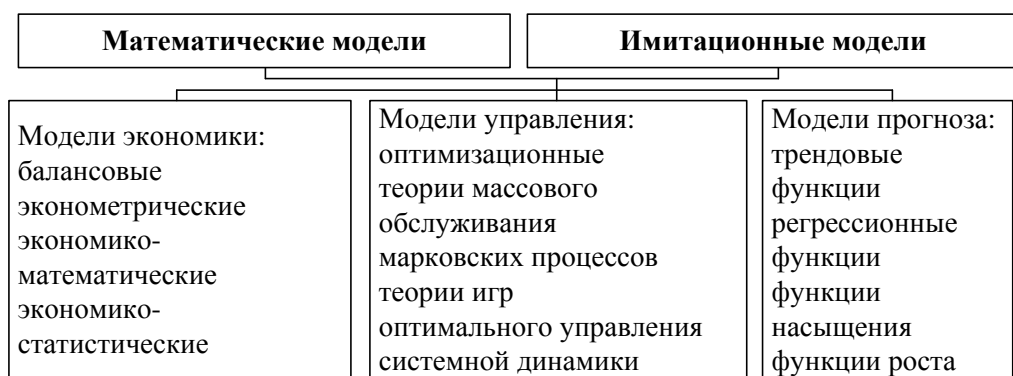 Математические модели
Имитационные модели
Модели экономики:
балансовые
эконометрические
экономико-
математические
экономико-
статистические
Модели управления:
оптимизационные
теории массового
обслуживания
марковских процессов
теории игр
оптимального управления
системной динамики
Модели прогноза:
трендовые
функции
регрессионные
функции
функции
насыщения
функции роста